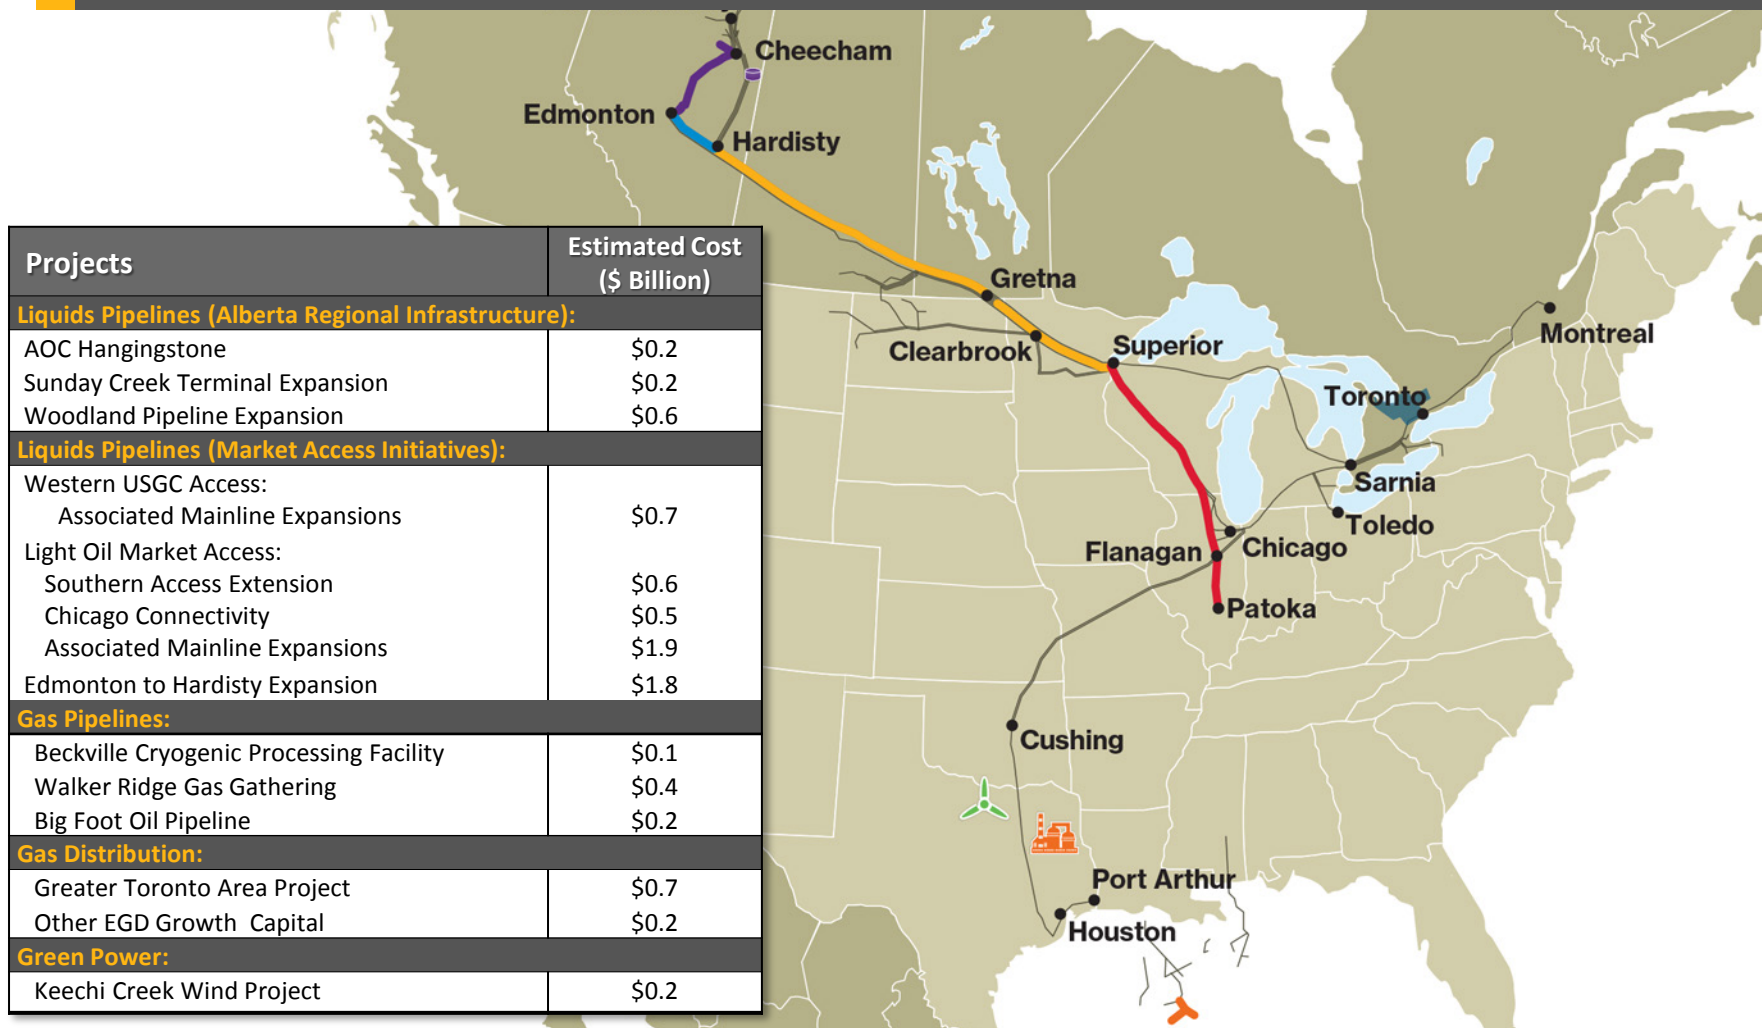 Projects
Estimated Cost
($ Billion)
Liquids Pipelines (Alberta Regional Infrastructure):
AOC Hangingstone $0.2
Sunday Creek Terminal Expansion $0.2
Woodland Pipeline Expansion $0.6
Liquids Pipelines (Market Access Initiatives):
Western USGC Access:
Associated Mainline Expansions $0.7
Light Oil Market Access:
Southern Access Extension $0.6
Chicago Connectivity $0.5
Associated Mainline Expansions $1.9
Edmonton to Hardisty Expansion $1.8
Gas Pipelines:
Beckville Cryogenic Processing Facility $0.1
Walker Ridge Gas Gathering $0.4
Big Foot Oil Pipeline $0.2
Gas Distribution:
Greater Toronto Area Project $0.7
Other EGD Growth Capital $0.2
Green Power:
Keechi Creek Wind Project $0.2
Cheecham
Edmonton
Hardisty
Gretna
Clearbrook
Superior
Montreal
Toronto
Sarnia
Toledo
Flanagan
Chicago
Patoka
Cushing
Port Arthur
Houston